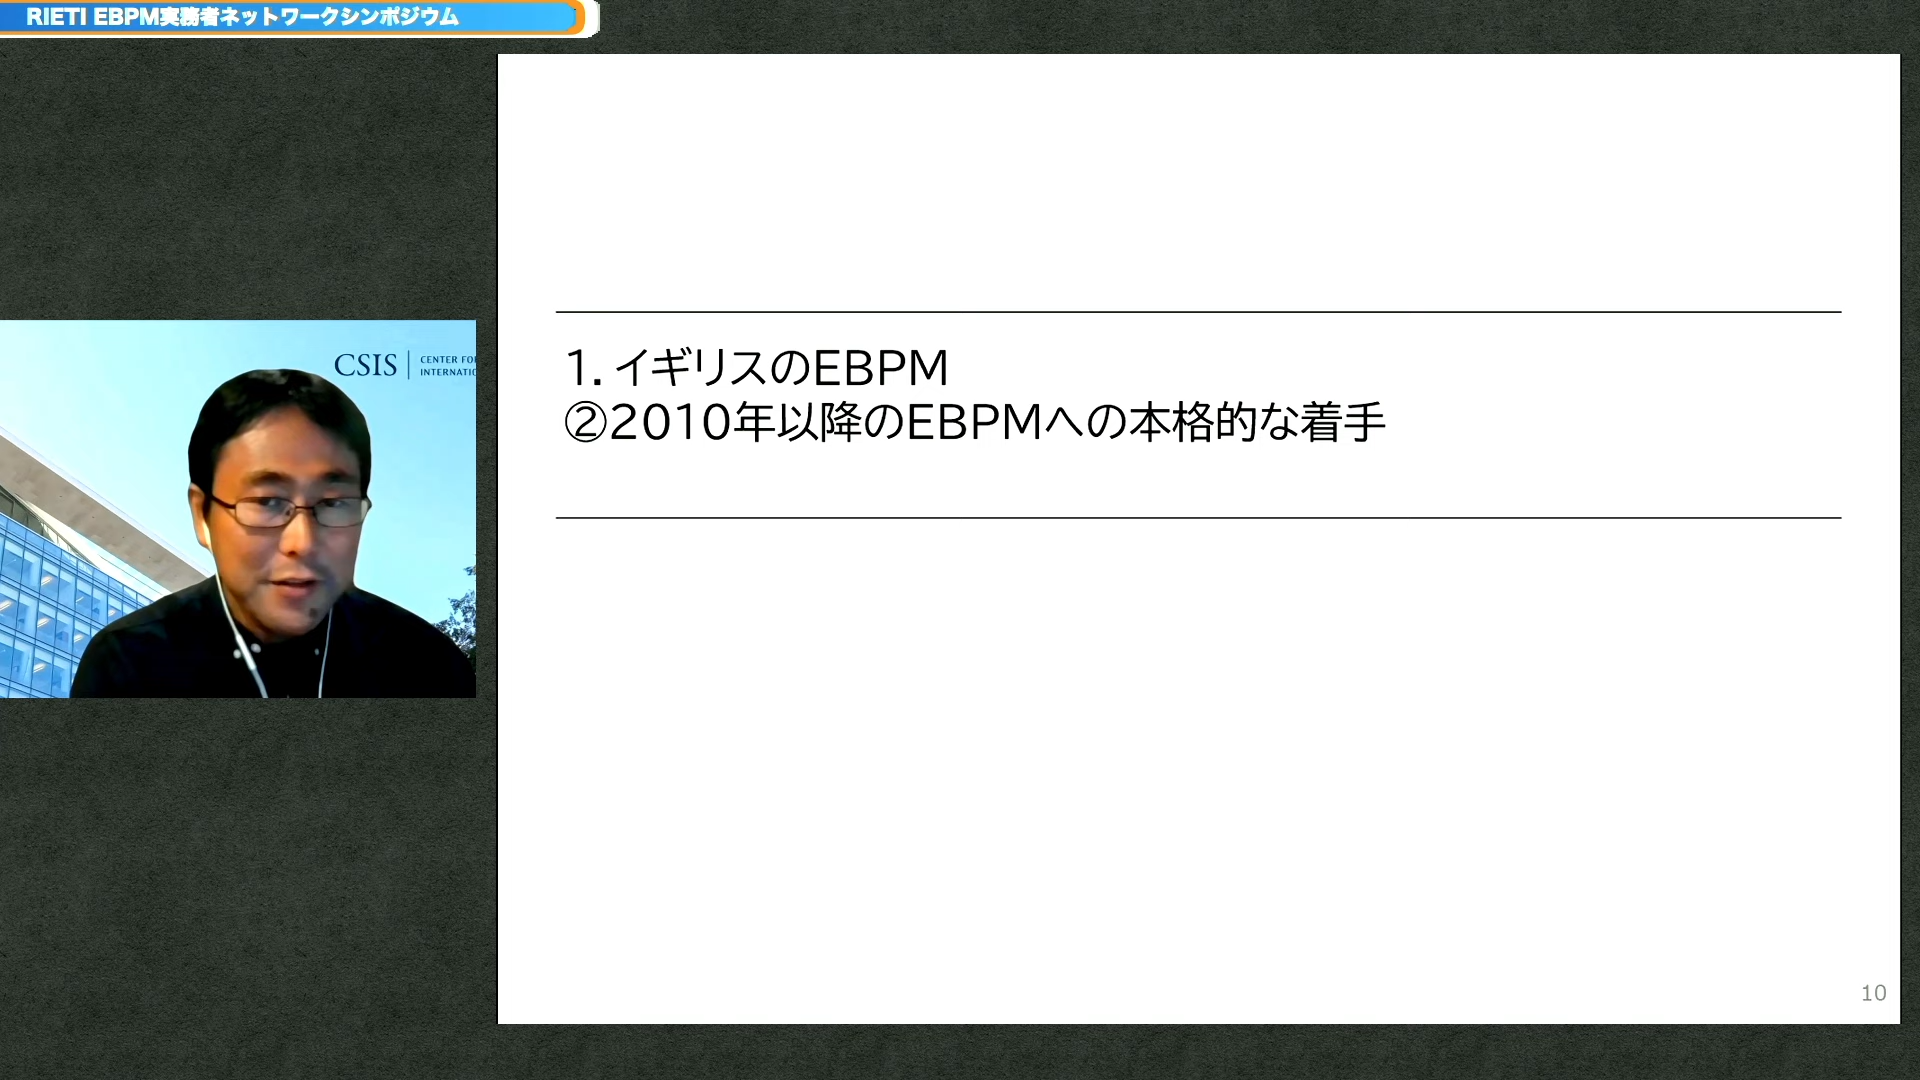 RIETI EBPM実務者ネットワークシンポジウム
CSIS
CENTER FOR
INTERNATIO
1. イギリスのEBPM
②2010年以降のEBPMへの本格的な着手
10